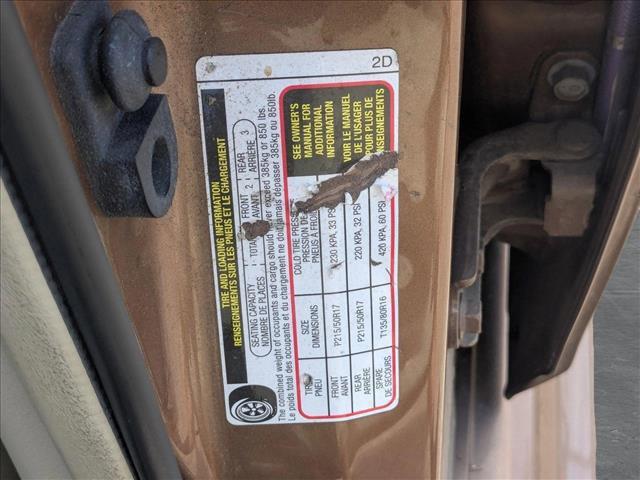 2D
TIRE AND LOADING INFORMATION
RENSEIGNEMENTS SUR LES PNEUS ET LE CHARGEMENT
SEATING CAPACITY
NOMBRE DE PLACES
TOTAL
FRONT
AVANT 2
REAR
ARRIÈRE 3
The combined weight of occupants and cargo should never exceed 385kg or 850 lbs.
Le poids total des occupants et du chargement ne doit jamais dépasser 385kg ou 850lb.
TIRE
PNEU
SIZE
DIMENSIONS
COLD TIRE PRESSURE
PRESSION DES
PNEUS À FROID
SEE OWNER'S
MANUAL FOR
ADDITIONAL
INFORMATION
VOIR LE MANUEL
DE L'USAGER
POUR PLUS DE
RENSEIGNEMENTS
FRONT
AVANT
P215/50R17
230 KPA, 33 PSI
REAR
ARRIÈRE
P215/50R17
220 KPA, 32 PSI
SPARE
DE SECOURS
T135/80R16
420 KPA, 60 PSI